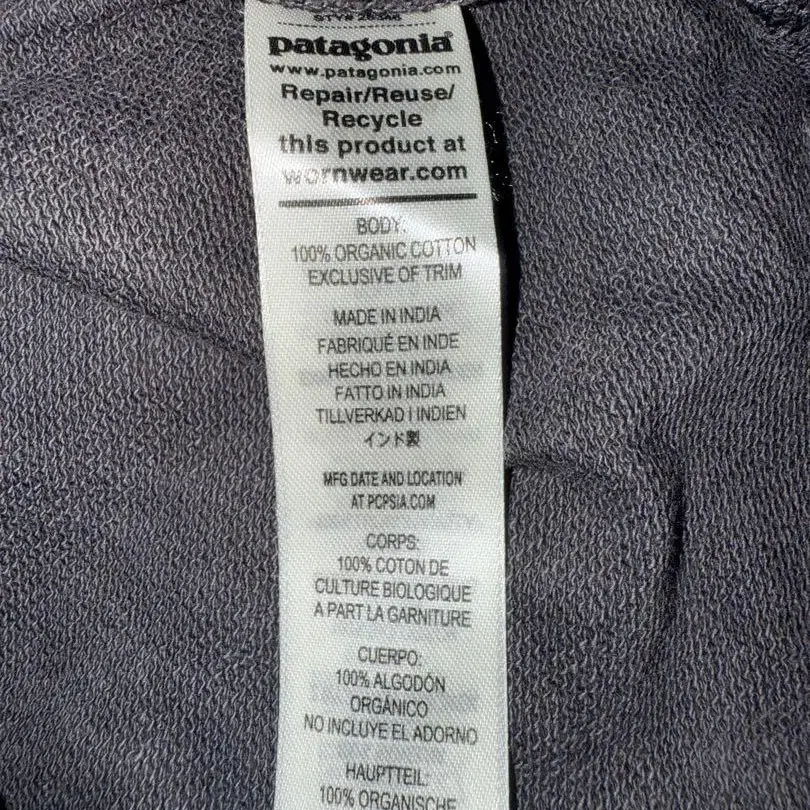 patagonia®
www.patagonia.com
Repair/Reuse/
Recycle
this product at
wornwear.com
BODY:
100% ORGANIC COTTON
EXCLUSIVE OF TRIM
MADE IN INDIA
FABRIQUÉ EN INDE
HECHO EN INDIA
FATTO IN INDIA
TILLVERKAD I INDIEN
インド製
MFG DATE AND LOCATION
AT PCPSIA.COM
CORPS:
100% COTON DE
CULTURE BIOLOGIQUE
A PART LA GARNITURE
CUERPO:
100% ALGODÓN
ORGÁNICO
NO INCLUYE EL ADORNO
HAUPTTEIL:
100% ORGANISCHE